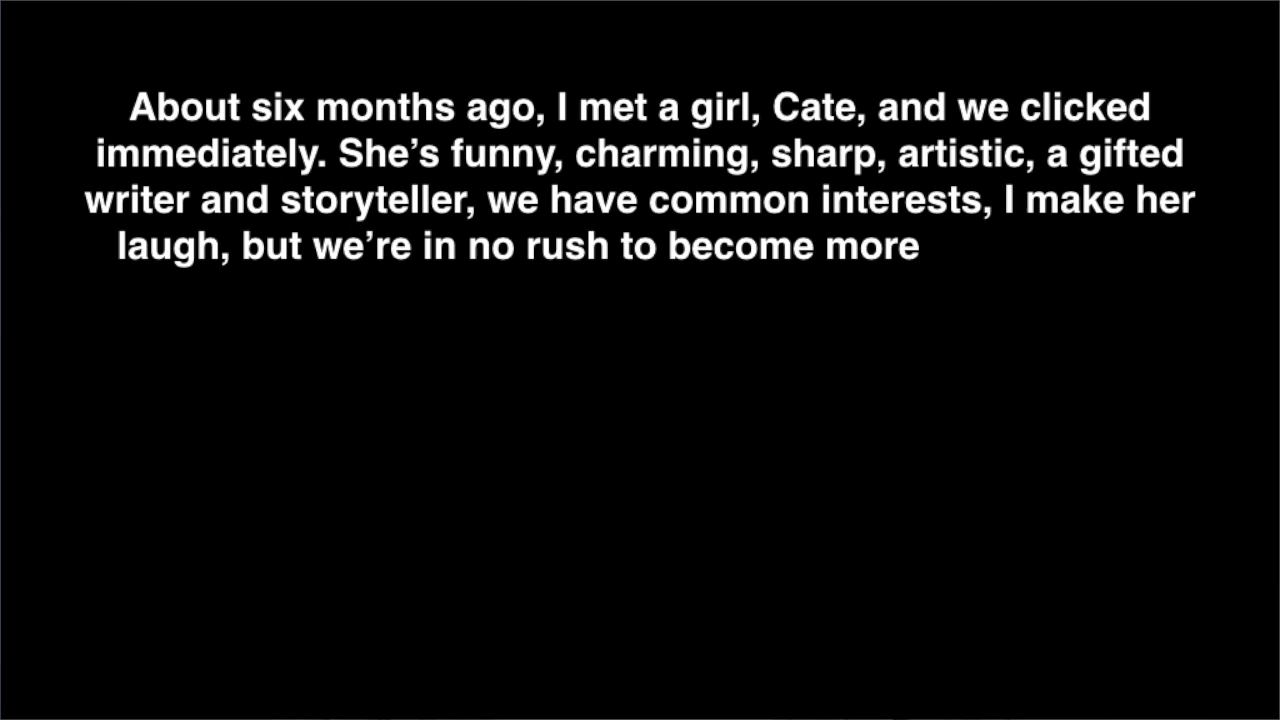 About six months ago, I met a girl, Cate, and we clicked
immediately. She’s funny, charming, sharp, artistic, a gifted
writer and storyteller, we have common interests, I make her
laugh, but we’re in no rush to become more